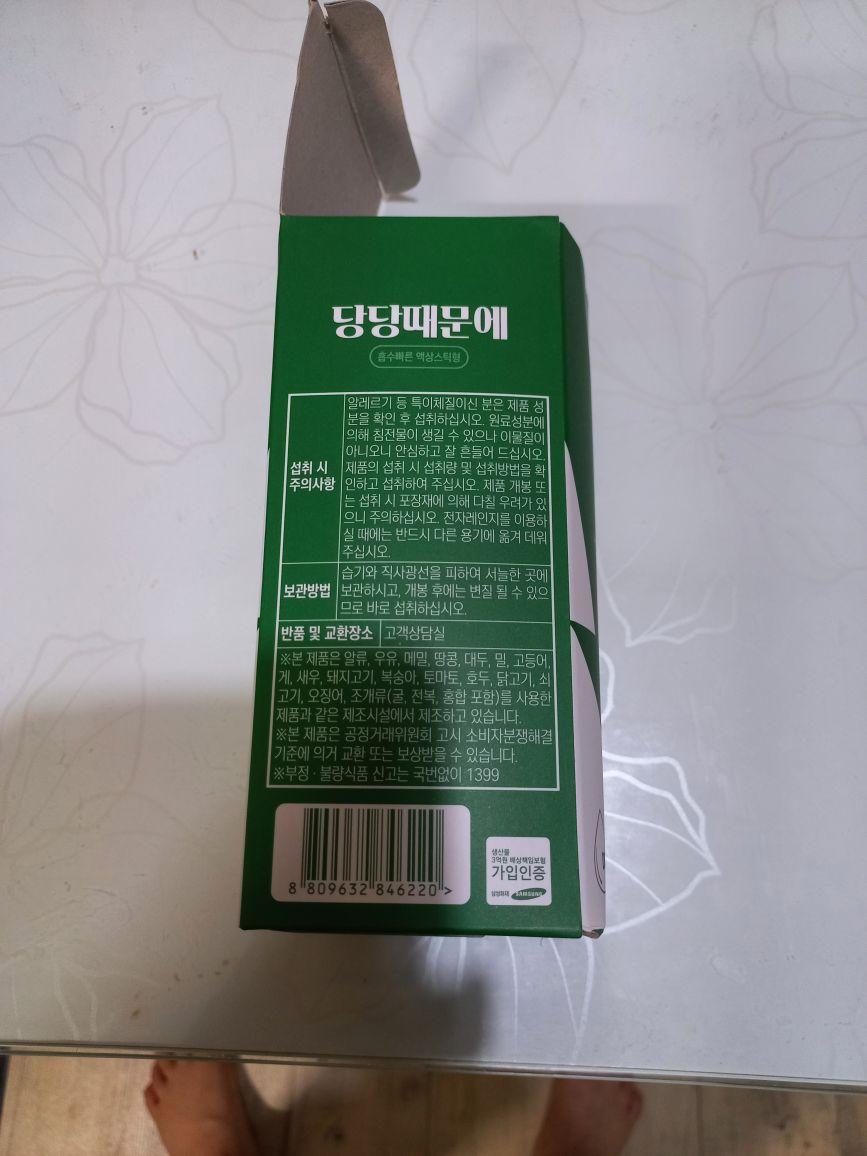 당당때문에
흡수빠른 액상스틱형
섭취 시
주의사항
알레르기 등 특이체질이신 분은 제품 성
분을 확인 후 섭취하십시오. 원료성분에
의해 침전물이 생길 수 있으나 이물질이
아니오니 안심하고 잘 흔들어 드십시오.
제품의 섭취 시 섭취량 및 섭취방법을 확
인하고 섭취하여 주십시오. 제품 개봉 또
는 섭취 시 포장재에 의해 다칠 우려가 있
으니 주의하십시오. 전자레인지를 이용하
실 때에는 반드시 다른 용기에 옮겨 데워
주십시오.
보관방법
습기와 직사광선을 피하여 서늘한 곳에
보관하시고, 개봉 후에는 변질 될 수 있으
므로 바로 섭취하십시오.
반품 및 교환장소 고객상담실
※본 제품은 알류, 우유, 메밀, 땅콩, 대두, 밀, 고등어,
게, 새우, 돼지고기, 복숭아, 토마토, 호두, 닭고기, 쇠
고기, 오징어, 조개류(굴, 전복, 홍합 포함)를 사용한
제품과 같은 제조시설에서 제조하고 있습니다.
※본 제품은 공정거래위원회 고시 소비자분쟁해결
기준에 의거 교환 또는 보상받을 수 있습니다.
※부정 · 불량식품 신고는 국번없이 1399
8 809632 846220 >
생산물
3억원 배상책임보험
가입인증
삼성화재 SAMSUNG